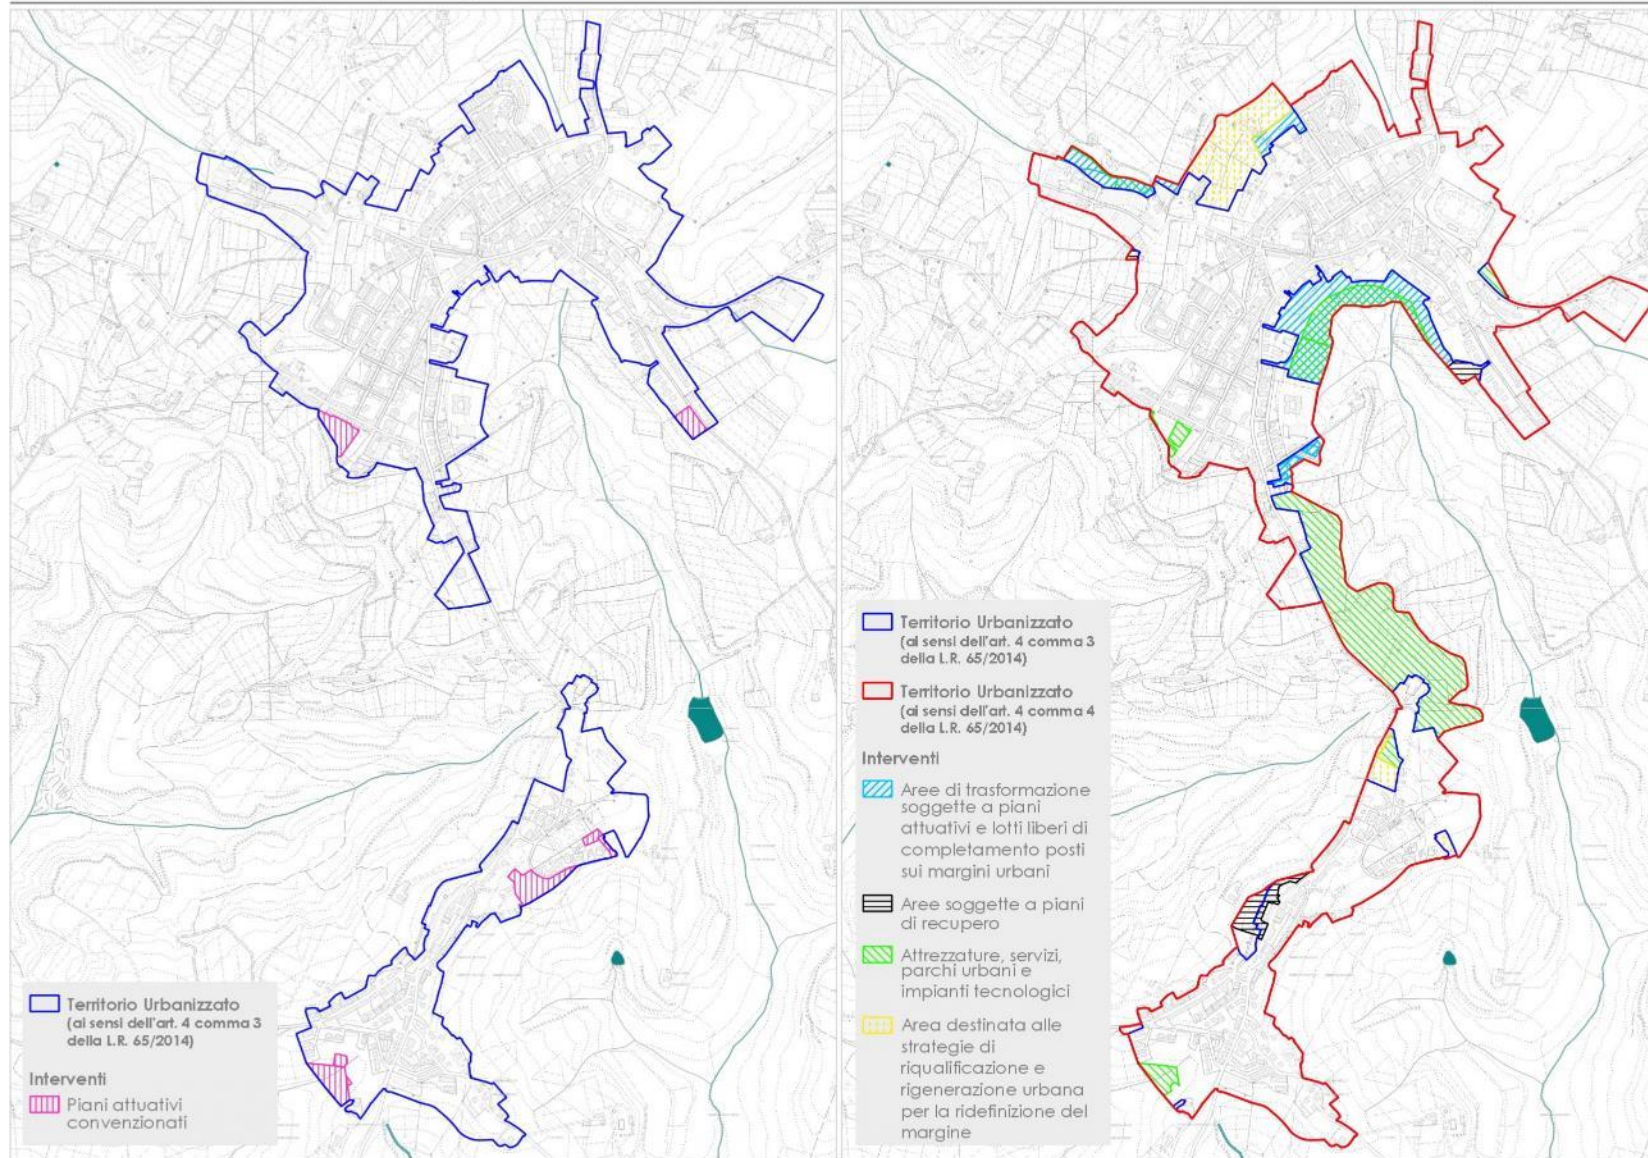 Territorio Urbanizzato
(ai sensi dell'art. 4 comma 3
della L.R. 65/2014)
Interventi
Piani attuativi
convenzionati
Territorio Urbanizzato
(ai sensi dell'art. 4 comma 3
della L.R. 65/2014)
Territorio Urbanizzato
(ai sensi dell'art. 4 comma 4
della L.R. 65/2014)
Interventi
Aree di trasformazione
soggette a piani
attuativi e lotti liberi di
completamento posti
sui margini urbani
Aree soggette a piani
di recupero
Attrezzature, servizi,
parchi urbani e
impianti tecnologici
Area destinata alle
strategie di
riqualificazione e
rigenerazione urbana
per la ridefinizione del
margine